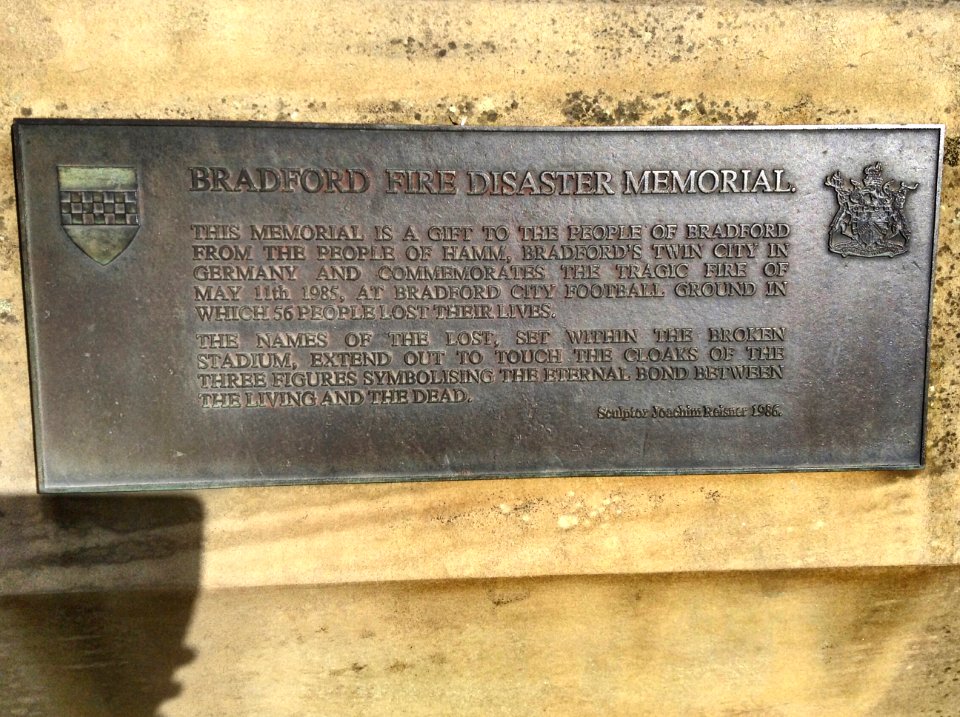 BRADFORD FIRE DISASTER MEMORIAL.
THIS MEMORIAL IS A GIFT TO THE PEOPLE OF BRADFORD
FROM THE PEOPLE OF HAMM, BRADFORD'S TWIN CITY IN
GERMANY AND COMMEMORATES THE TRAGIC FIRE OF
MAY 11th 1985, AT BRADFORD CITY FOOTBALL GROUND IN
WHICH 56 PEOPLE LOST THEIR LIVES.
THE NAMES OF THE LOST, SET WITHIN THE BROKEN
STADIUM, EXTEND OUT TO TOUCH THE CLOAKS OF THE
THREE FIGURES SYMBOLISING THE ETERNAL BOND BETWEEN
THE LIVING AND THE DEAD.
Sculptor Joachim Reisner 1986.